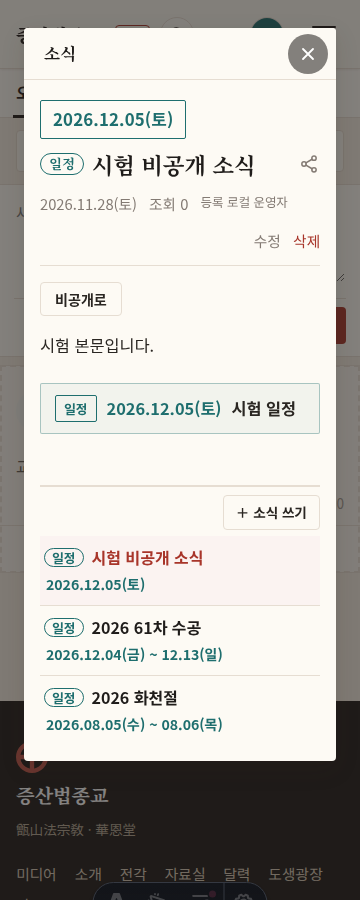 소식
2026.12.05(토)
일정 시험 비공개 소식
2026.11.28(토) 조회 0 등록 로컬 운영자
수정 삭제
비공개로
시험 본문입니다.
일정 2026.12.05(토) 시험 일정
+ 소식 쓰기
일정 시험 비공개 소식
2026.12.05(토)
일정 2026 61차 수공
2026.12.04(금) ~ 12.13(일)
일정 2026 화천절
2026.08.05(수) ~ 08.06(목)
증산법종교
甑山法宗敎 · 華恩堂
미디어 소개 전각 자료실 달력 도생광장